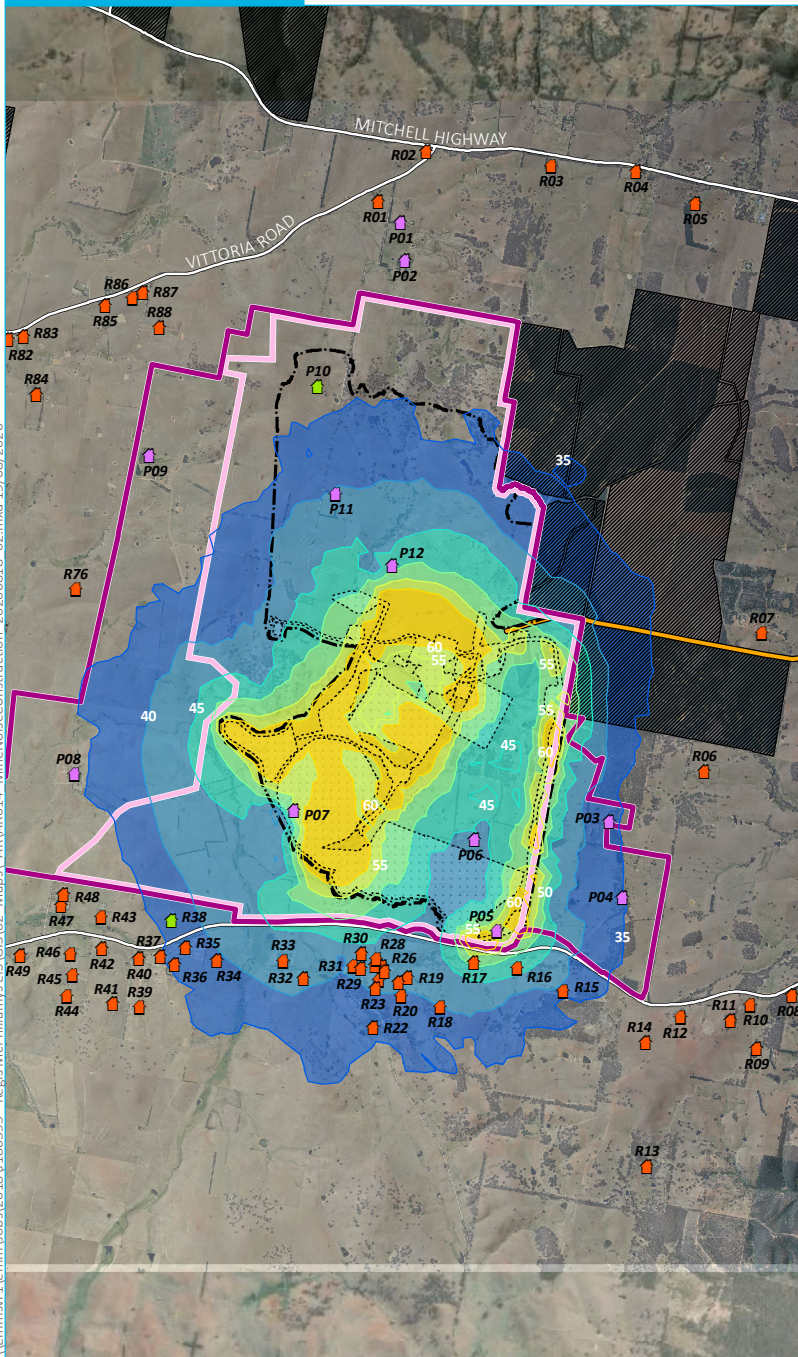 MITCHELL HIGHWAY
R02
R03
R04
R01
R05
P01
VITTORIA ROAD
P02
R86
R87
R85
R88
R83
R82
P10
R84
35
P09
P11
P12
R76
R07
60
55
55
45
40
55
45
60
R06
45
P08
60
P07
P03
P06
55
50
R48
P04
60
R47
R43
R38
P05
55
35
R37
R35
R30
R28
R46
R42
R33
R26
R49
R40
R31
R36
R34
R17
R16
R45
R32
R29
R19
R15
R23
R44
R41
R39
R20
R18
R11
R08
R22
R12
R10
R14
R09
R13